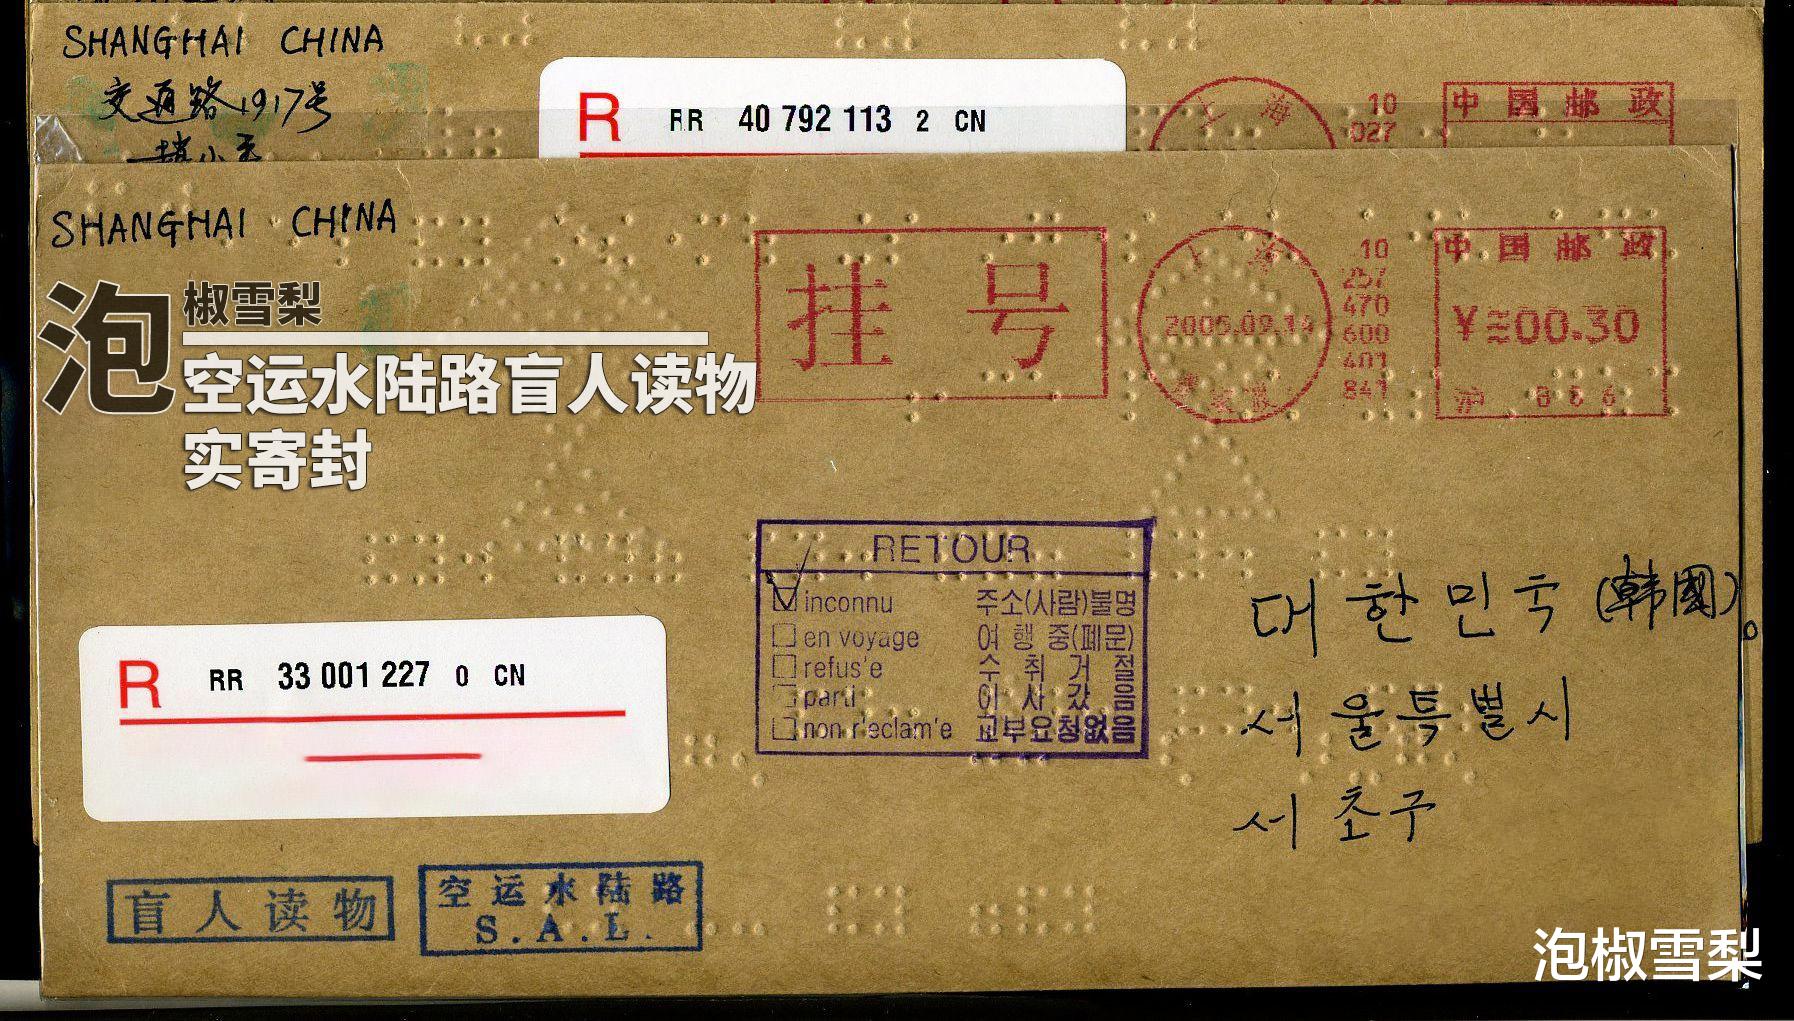 SHANGHAI CHINA
交通路1917号
R RR 40 792 113 2 CN
上海
10
027
中国邮政
SHANGHAI CHINA
泡椒雪梨
空运水陆路盲人读物
实寄封
挂号
2005.09.14
10
257
470
600
401
841
中国邮政
¥≋00.30
沪
RETOUR
inconnu 주소(사람)불명
en voyage 여행중(폐문)
refus'e 수취거절
parti 이사갔음
non r'eclam'e 교부요청없음
대한민국(韩國)
서울특별시
서초구
R RR 33 001 227 0 CN
盲人读物
空运水陆路
S.A.L.
泡椒雪梨